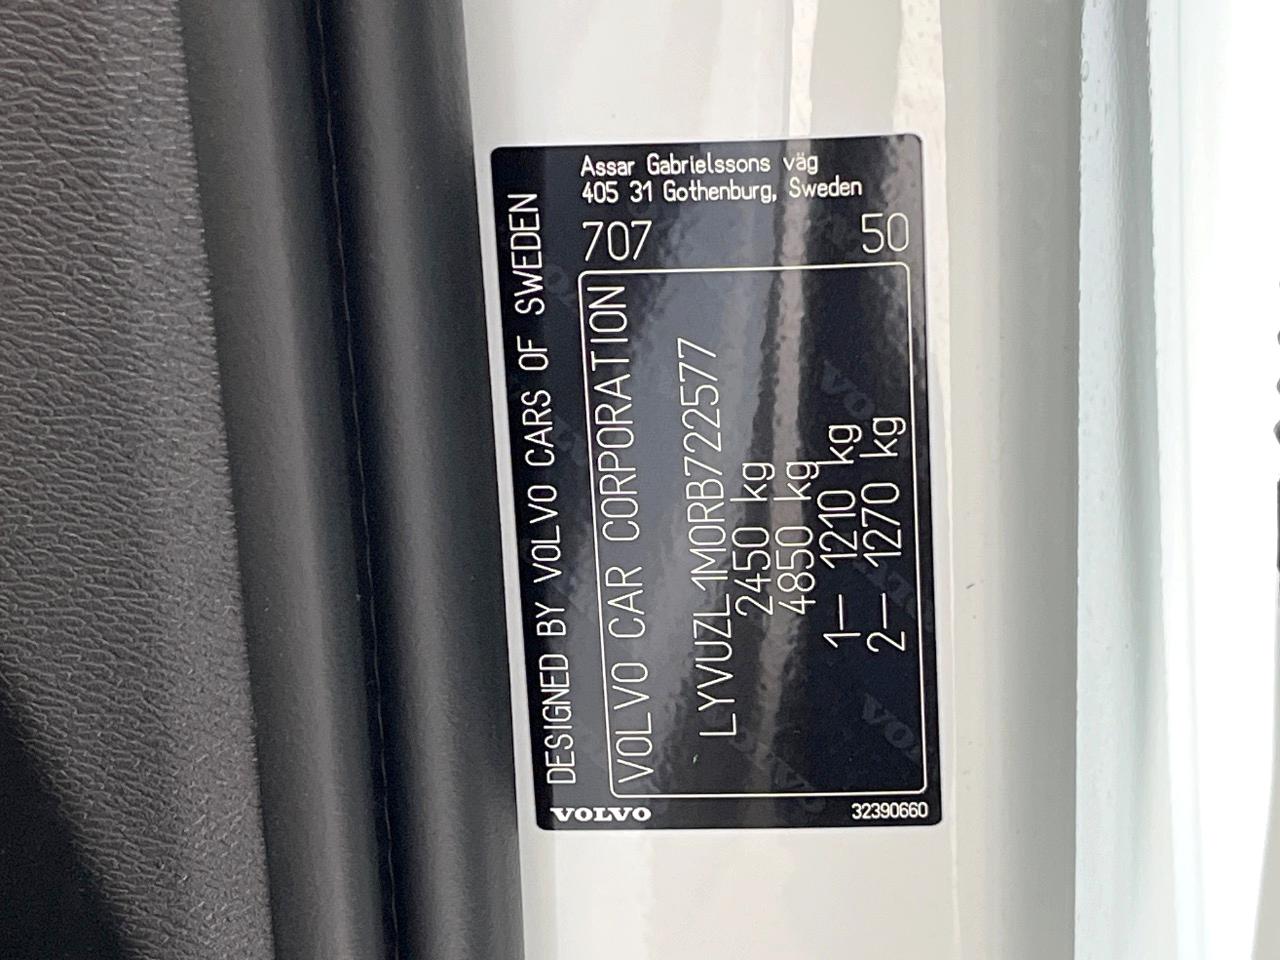 DESIGNED BY VOLVO CARS OF SWEDEN
VOLVO CAR CORPORATION
LYVUZL1M0RB722577
2450 kg
4850 kg
1— 1210 kg
2— 1270 kg
707
50
Assar Gabrielssons väg
405 31 Gothenburg, Sweden
VOLVO
32390660